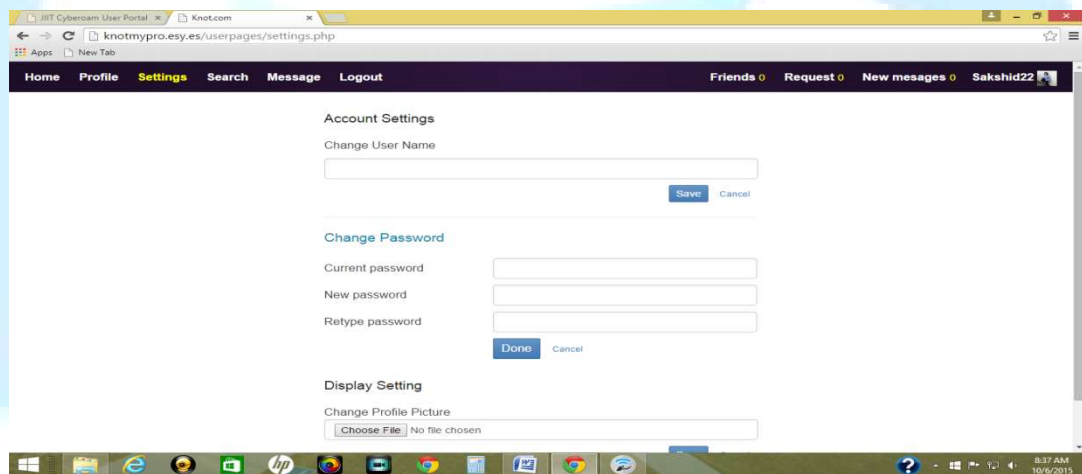 JIIT Cyberoam User Portal
Knot.com
knotmypro.esy.es/userpages/settings.php
Apps New Tab
Home Profile Settings Search Message Logout Friends 0 Request 0 New mesages 0 Sakshid22
Account Settings
Change User Name
Save Cancel
Change Password
Current password
New password
Retype password
Done Cancel
Display Setting
Change Profile Picture
Choose File No file chosen
8:37 AM
10/6/2015